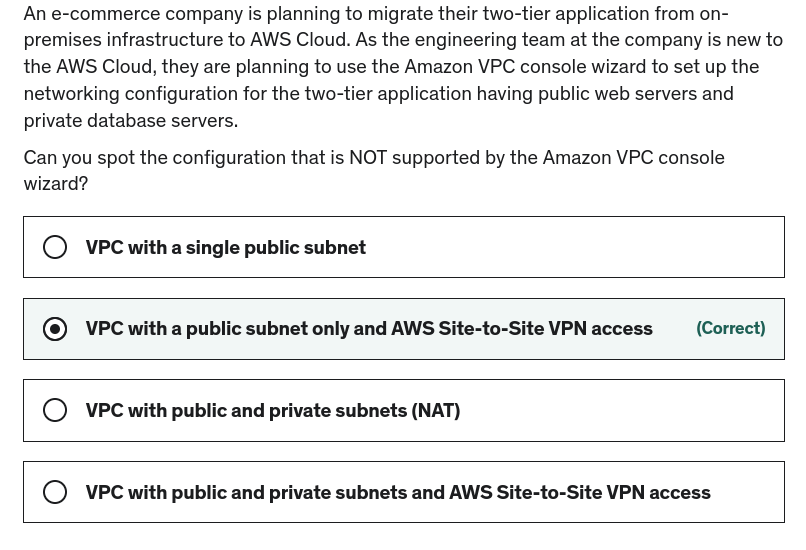 An e-commerce company is planning to migrate their two-tier application from on-
premises infrastructure to AWS Cloud. As the engineering team at the company is new to
the AWS Cloud, they are planning to use the Amazon VPC console wizard to set up the
networking configuration for the two-tier application having public web servers and
private database servers.
Can you spot the configuration that is NOT supported by the Amazon VPC console
wizard?
VPC with a single public subnet
VPC with a public subnet only and AWS Site-to-Site VPN access (Correct)
VPC with public and private subnets (NAT)
VPC with public and private subnets and AWS Site-to-Site VPN access